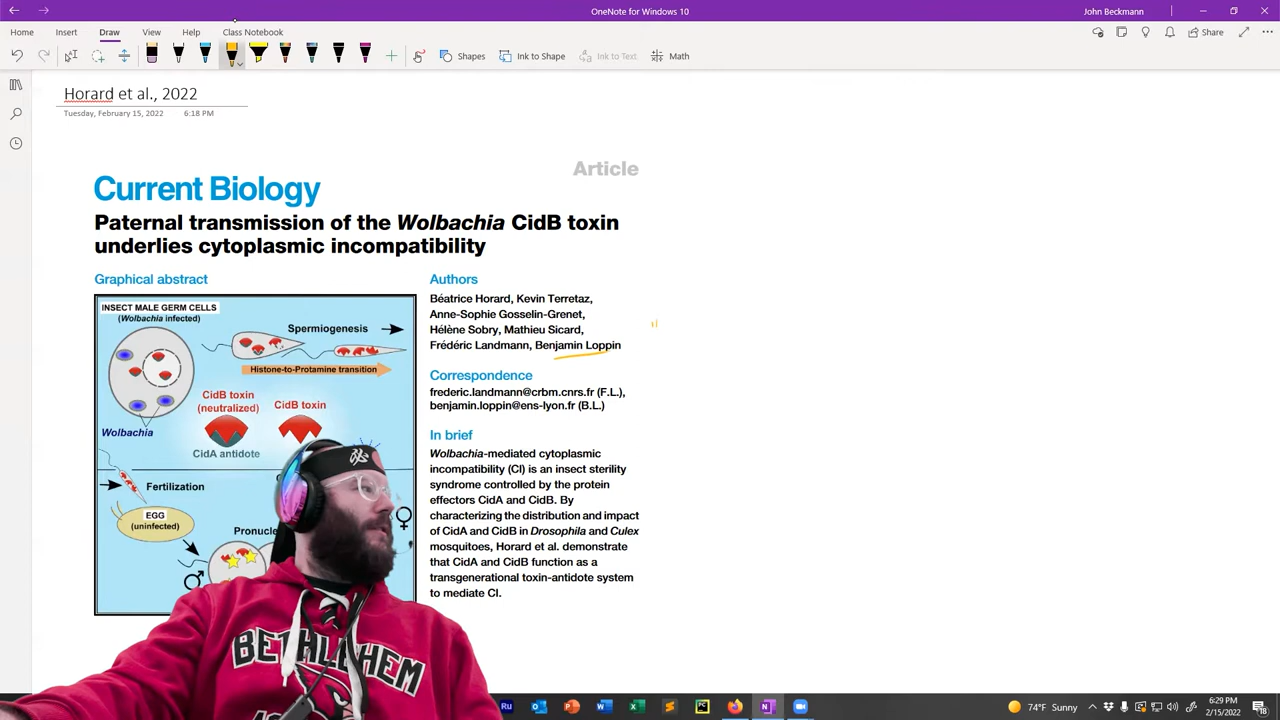 OneNote for Windows 10
John Beckmann
Home Insert Draw View Help Class Notebook
Share
Shapes Ink to Shape Ink to Text Math
Horard et al., 2022
Tuesday, February 15, 2022 6:18 PM
Article
Current Biology
Paternal transmission of the Wolbachia CidB toxin
underlies cytoplasmic incompatibility
Graphical abstract
INSECT MALE GERM CELLS
(Wolbachia infected)
Spermiogenesis
Histone-to-Protamine transition
CidB toxin
(neutralized)
CidB toxin
CidA antidote
Wolbachia
Fertilization
EGG
(uninfected)
Pronucle
♀
♂
Authors
Béatrice Horard, Kevin Terretaz,
Anne-Sophie Gosselin-Grenet,
Hélène Sobry, Mathieu Sicard,
Frédéric Landmann, Benjamin Loppin
Correspondence
frederic.landmann@crbm.cnrs.fr (F.L.),
benjamin.loppin@ens-lyon.fr (B.L.)
In brief
Wolbachia-mediated cytoplasmic
incompatibility (CI) is an insect sterility
syndrome controlled by the protein
effectors CidA and CidB. By
characterizing the distribution and impact
of CidA and CidB in Drosophila and Culex
mosquitoes, Horard et al. demonstrate
that CidA and CidB function as a
transgenerational toxin-antidote system
to mediate CI.
BETHLEHEM
Ru
74°F Sunny
6:29 PM
2/15/2022
18